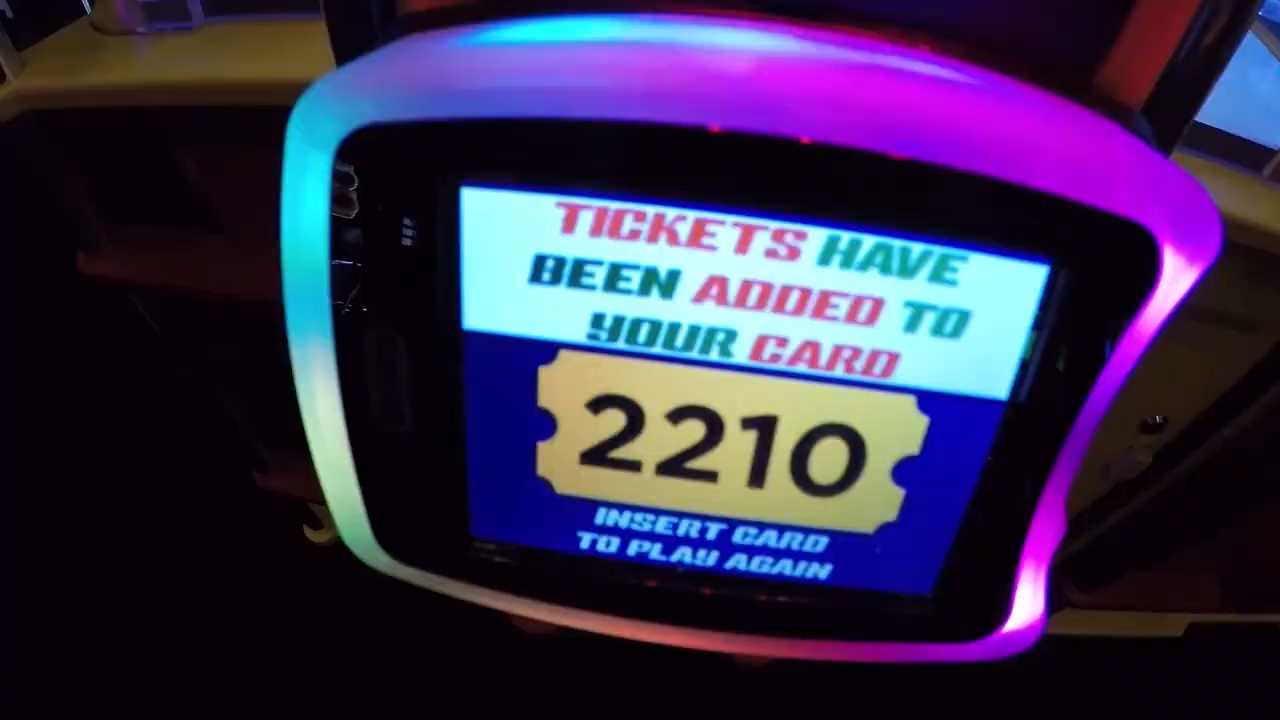 TICKETS HAVE
BEEN ADDED TO
YOUR CARD
2210
INSERT CARD
TO PLAY AGAIN